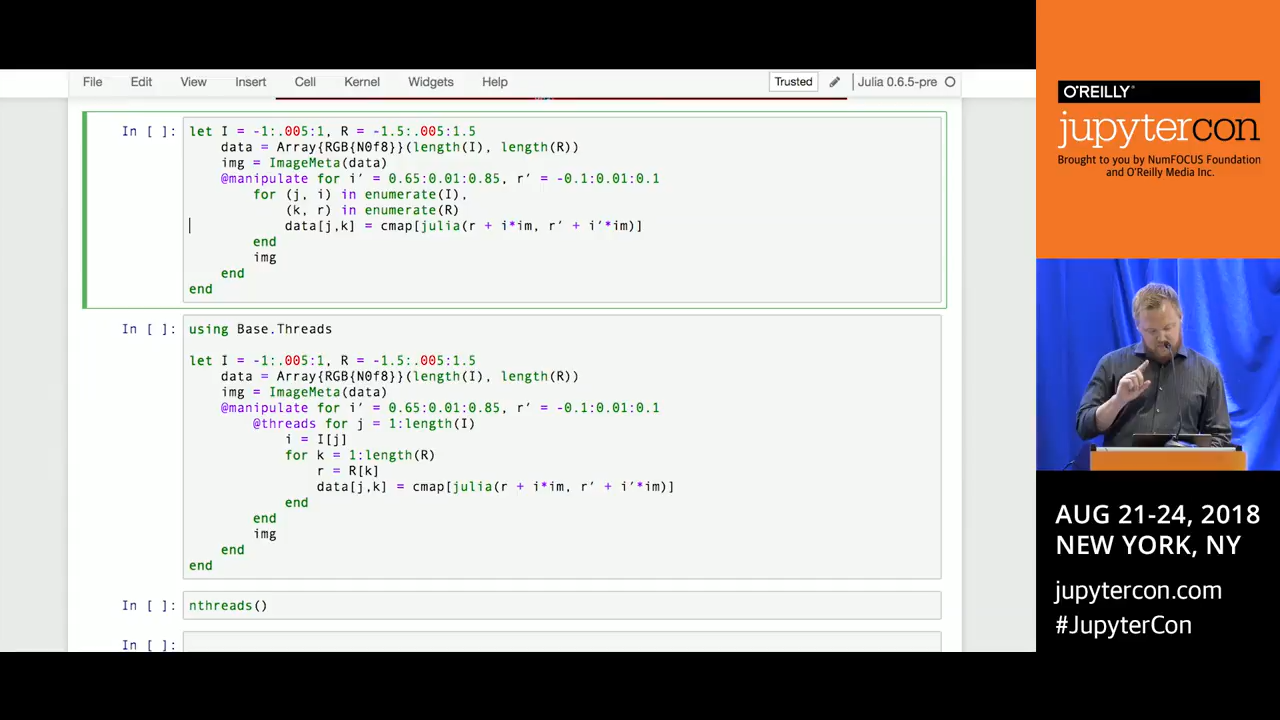 File Edit View Insert Cell Kernel Widgets Help Trusted Julia 0.6.5-pre
In [ ]: let I = -1:.005:1, R = -1.5:.005:1.5
data = Array{RGB{N0f8}}(length(I), length(R))
img = ImageMeta(data)
@manipulate for i′ = 0.65:0.01:0.85, r′ = -0.1:0.01:0.1
for (j, i) in enumerate(I),
(k, r) in enumerate(R)
data[j,k] = cmap[julia(r + i*im, r′ + i′*im)]
end
img
end
end
In [ ]: using Base.Threads
let I = -1:.005:1, R = -1.5:.005:1.5
data = Array{RGB{N0f8}}(length(I), length(R))
img = ImageMeta(data)
@manipulate for i′ = 0.65:0.01:0.85, r′ = -0.1:0.01:0.1
@threads for j = 1:length(I)
i = I[j]
for k = 1:length(R)
r = R[k]
data[j,k] = cmap[julia(r + i*im, r′ + i′*im)]
end
end
img
end
end
In [ ]: nthreads()
In [ ]:
O'REILLY®
jupytercon
Brought to you by NumFOCUS Foundation
and O'Reilly Media Inc.
AUG 21-24, 2018
NEW YORK, NY
jupytercon.com
#JupyterCon